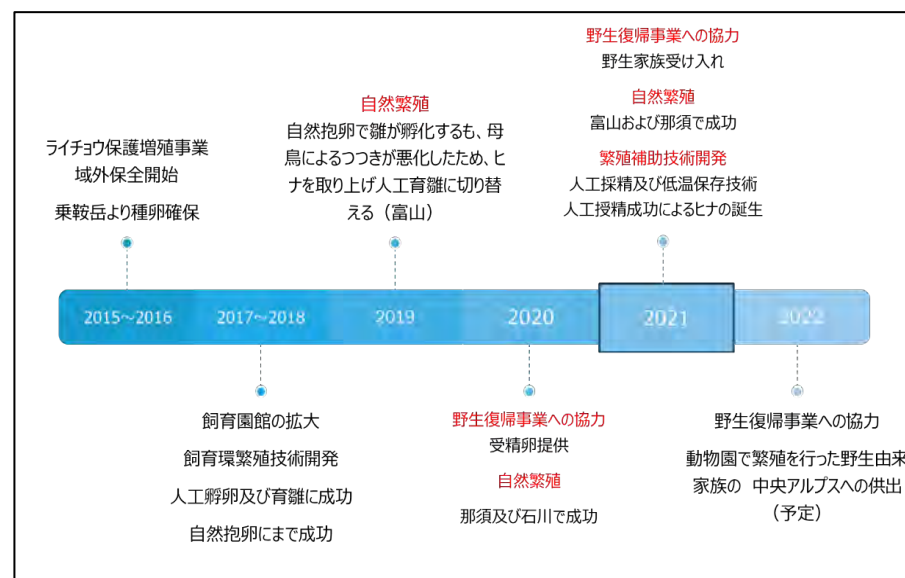 野生復帰事業への協力
野生家族受け入れ
自然繁殖
富山および那須で成功
繁殖補助技術開発
人工採精及び低温保存技術
人工授精成功によるヒナの誕生
自然繁殖
自然抱卵で雛が孵化するも、母
鳥によるつつきが悪化したため、ヒ
ナを取り上げ人工育雛に切り替
える（富山）
ライチョウ保護増殖事業
域外保全開始
乗鞍岳より種卵確保
2015～2016
2017～2018
2019
2020
2021
2022
飼育園館の拡大
飼育環繁殖技術開発
人工孵卵及び育雛に成功
自然抱卵にまで成功
野生復帰事業への協力
受精卵提供
自然繁殖
那須及び石川で成功
野生復帰事業への協力
動物園で繁殖を行った野生由来
家族の 中央アルプスへの供出
（予定）